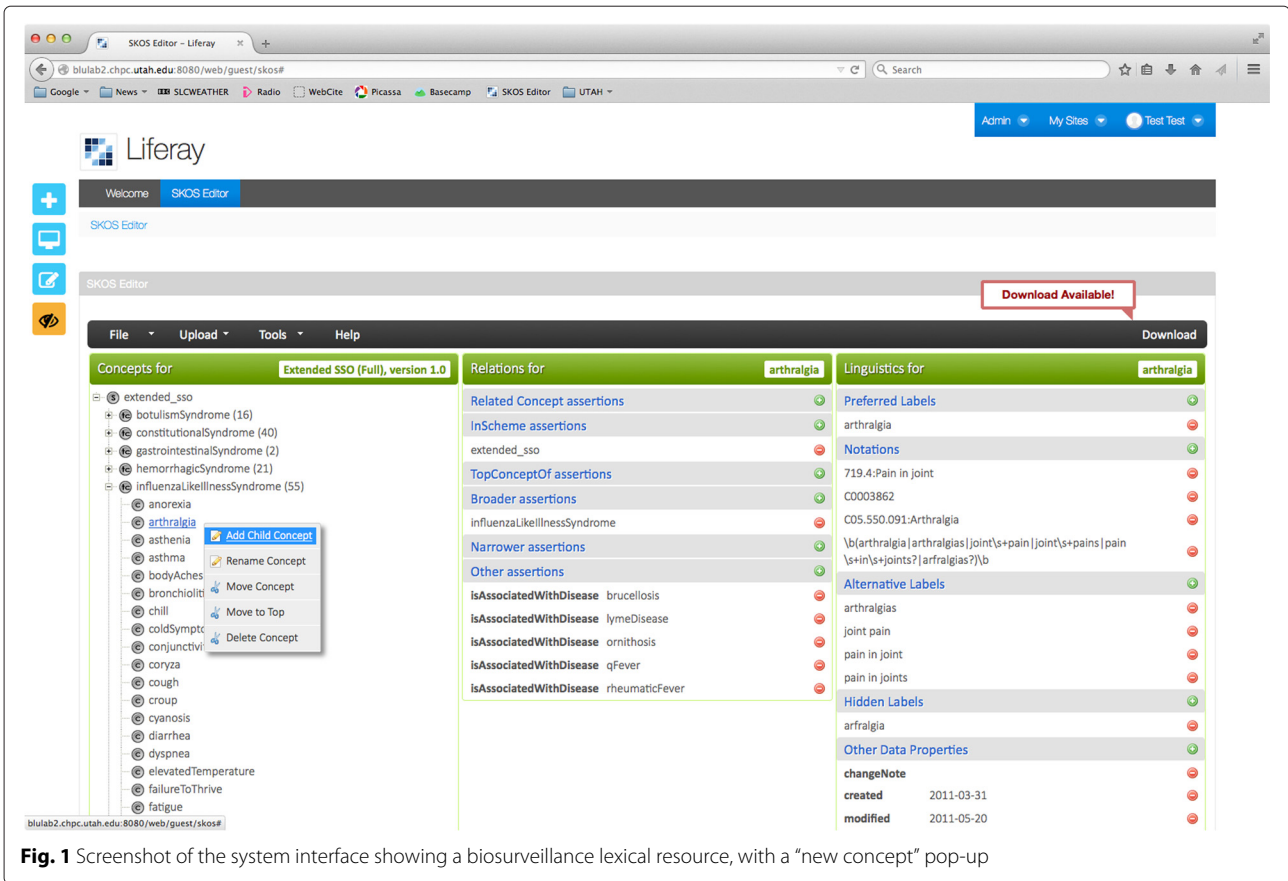 SKOS Editor – Liferay
blulab2.chpc.utah.edu:8080/web/guest/skos#
Search
Google
News
SLCWEATHER
Radio
WebCite
Picassa
Basecamp
SKOS Editor
UTAH
Admin
My Sites
Test Test
Liferay
Welcome
SKOS Editor
SKOS Editor
SKOS Editor
Download Available!
File
Upload
Tools
Help
Download
Concepts for
Extended SSO (Full), version 1.0
extended_sso
botulismSyndrome (16)
constitutionalSyndrome (40)
gastrointestinalSyndrome (2)
hemorrhagicSyndrome (21)
influenzaLikeIllnessSyndrome (55)
anorexia
arthralgia
asthenia
asthma
bodyAches
bronchioliti
chill
coldSympto
conjunctivi
coryza
cough
croup
cyanosis
diarrhea
dyspnea
elevatedTemperature
failureToThrive
fatigue
Add Child Concept
Rename Concept
Move Concept
Move to Top
Delete Concept
Relations for
arthralgia
Related Concept assertions
InScheme assertions
extended_sso
TopConceptOf assertions
Broader assertions
influenzaLikeIllnessSyndrome
Narrower assertions
Other assertions
isAssociatedWithDisease brucellosis
isAssociatedWithDisease lymeDisease
isAssociatedWithDisease ornithosis
isAssociatedWithDisease qFever
isAssociatedWithDisease rheumaticFever
Linguistics for
arthralgia
Preferred Labels
arthralgia
Notations
719.4:Pain in joint
C0003862
C05.550.091:Arthralgia
\b(arthralgia|arthralgias|joint\s+pain|joint\s+pains|pain
\s+in\s+joints?|arfralgias?)\b
Alternative Labels
arthralgias
joint pain
pain in joint
pain in joints
Hidden Labels
arfralgia
Other Data Properties
changeNote
created 2011-03-31
modified 2011-05-20
blulab2.chpc.utah.edu:8080/web/guest/skos#
Fig. 1 Screenshot of the system interface showing a biosurveillance lexical resource, with a “new concept” pop-up